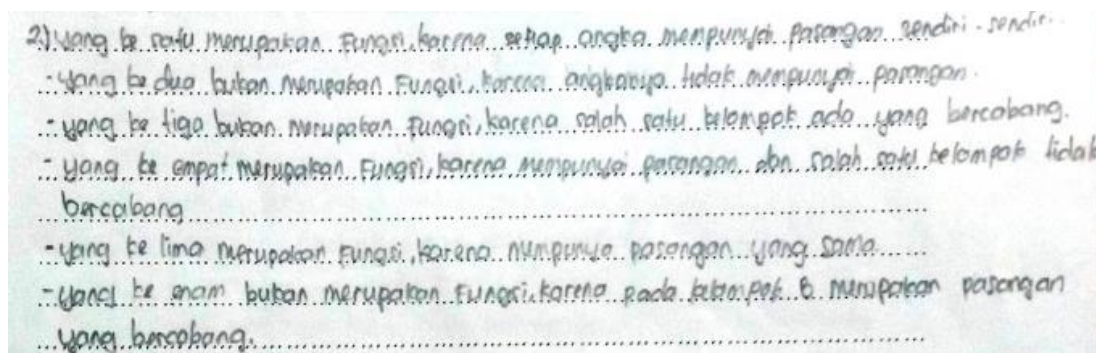 2) yang ke satu merupakan Fungsi, karena setiap angka mempunyai pasangan sendiri-sendiri.
- yang ke dua bukan merupakan Fungsi, karena angkanya tidak mempunyai pasangan.
- yang ke tiga bukan merupakan Fungsi, karena salah satu kelompok ada yang bercabang.
- yang ke empat merupakan Fungsi, karena mempunyai pasangan dan salah satu kelompok tidak
bercabang
- yang ke lima merupakan Fungsi, karena mempunya pasangan yang sama
- yang ke enam bukan merupakan Fungsi, karena pada kelompok B merupakan pasangan
yang bercabang.